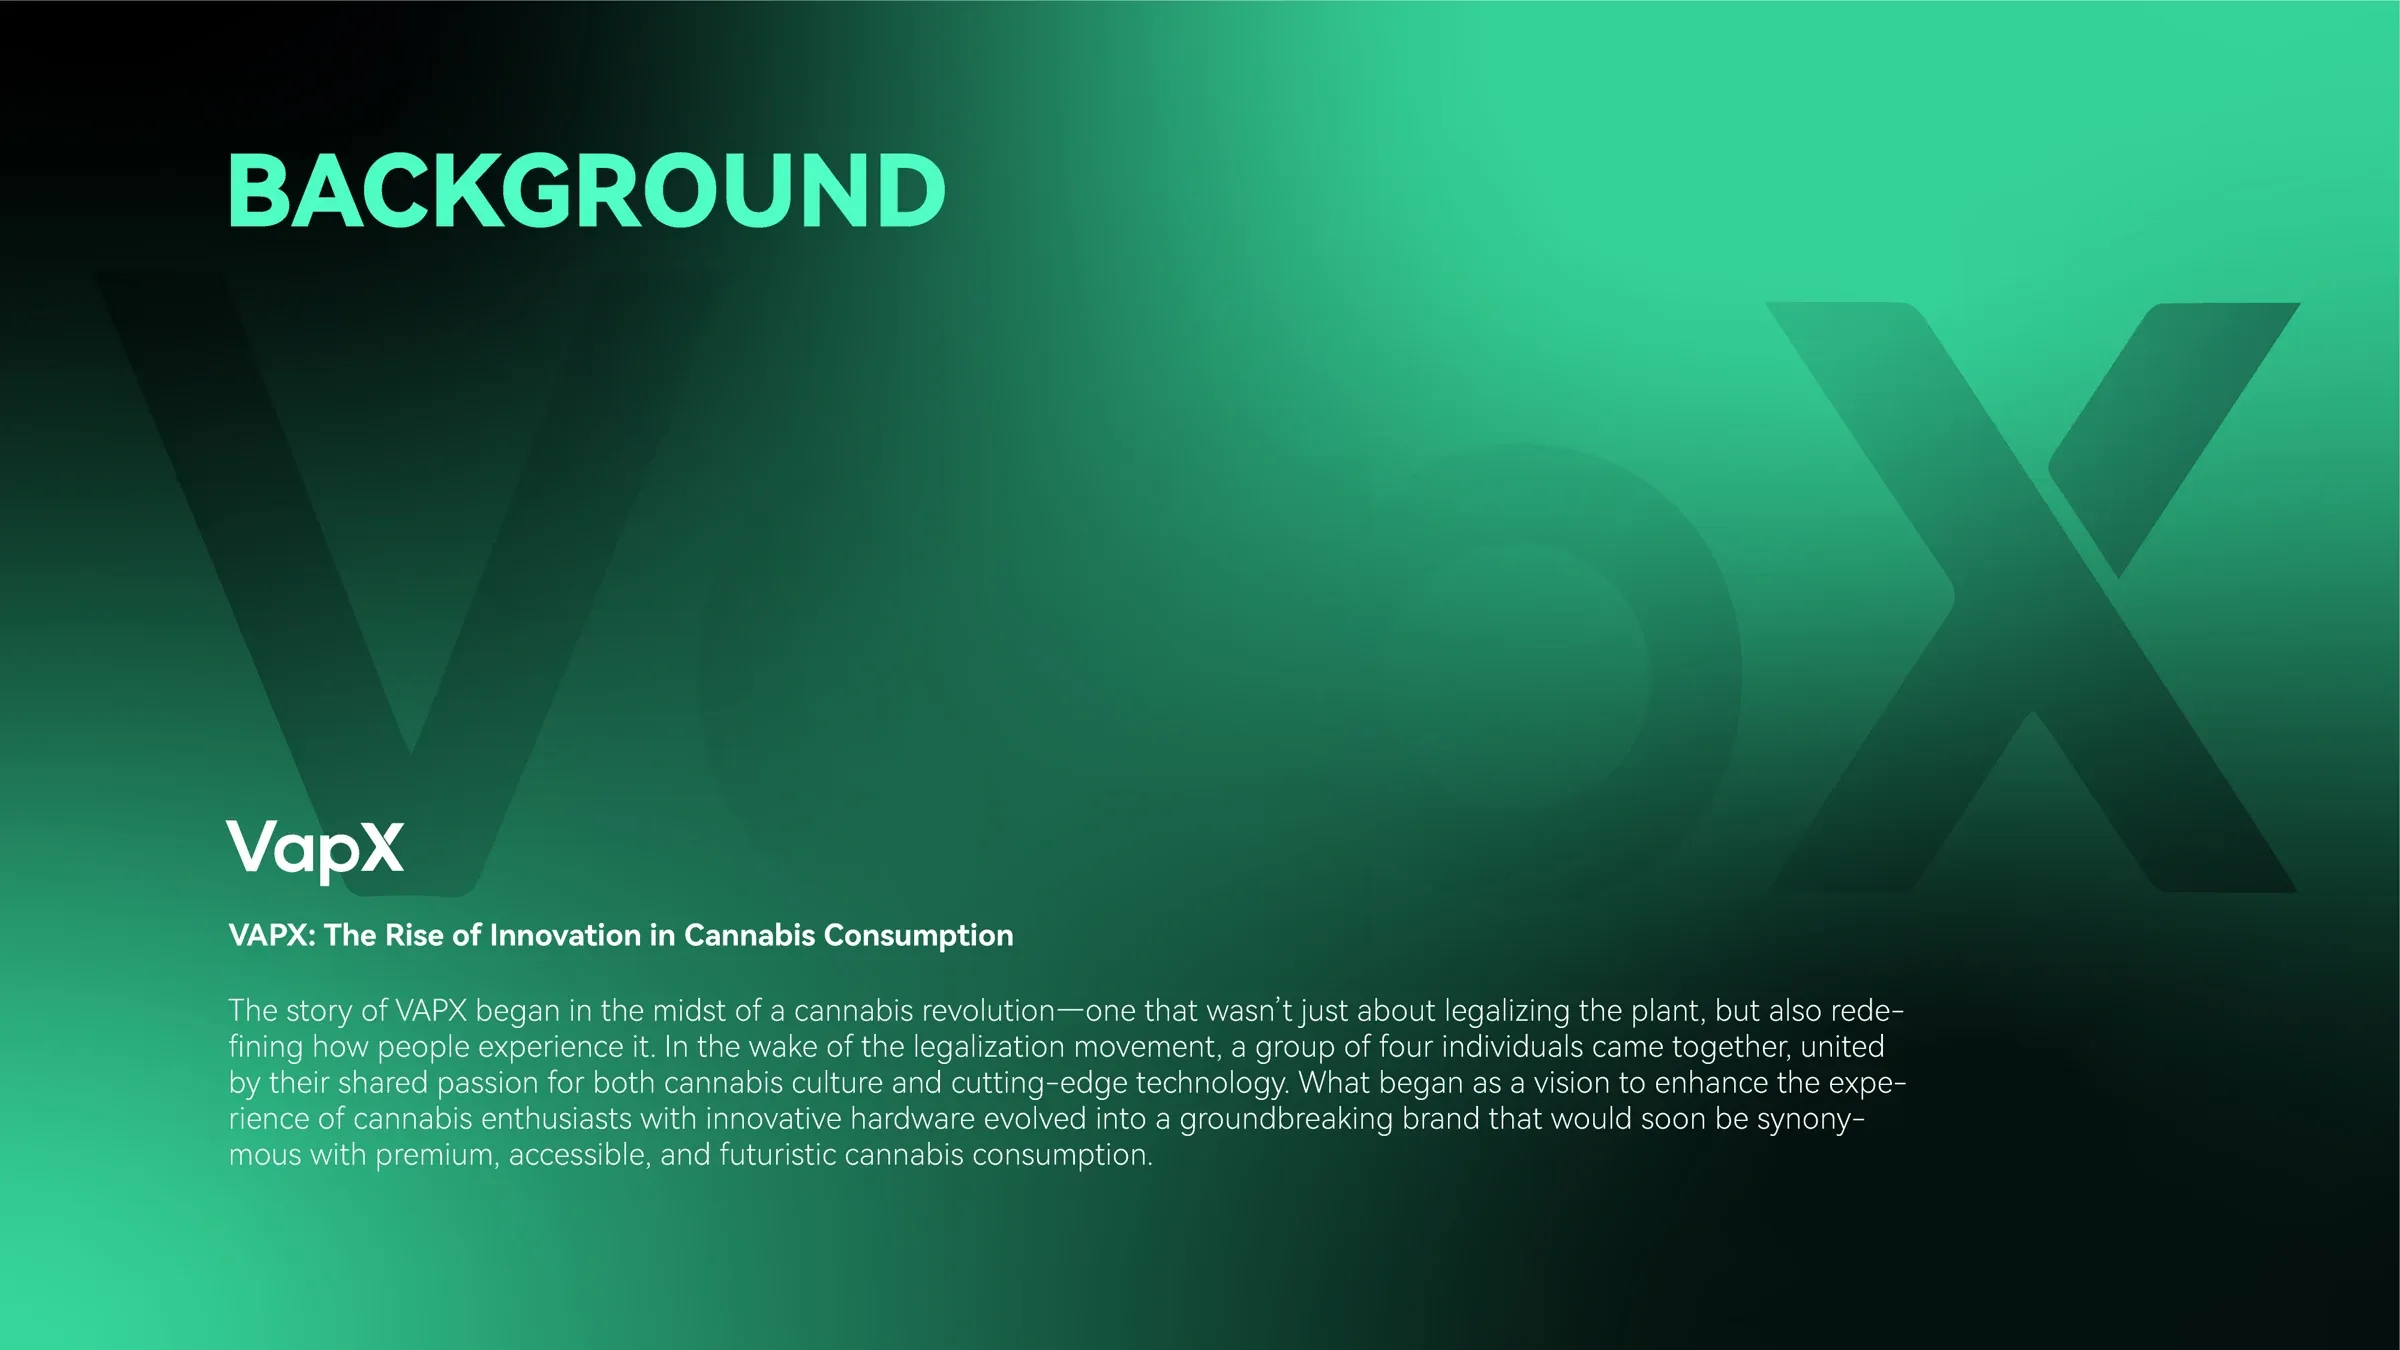 BACKGROUND
VapX
VAPX: The Rise of Innovation in Cannabis Consumption
The story of VAPX began in the midst of a cannabis revolution—one that wasn’t just about legalizing the plant, but also rede-
fining how people experience it. In the wake of the legalization movement, a group of four individuals came together, united
by their shared passion for both cannabis culture and cutting-edge technology. What began as a vision to enhance the expe-
rience of cannabis enthusiasts with innovative hardware evolved into a groundbreaking brand that would soon be synony-
mous with premium, accessible, and futuristic cannabis consumption.